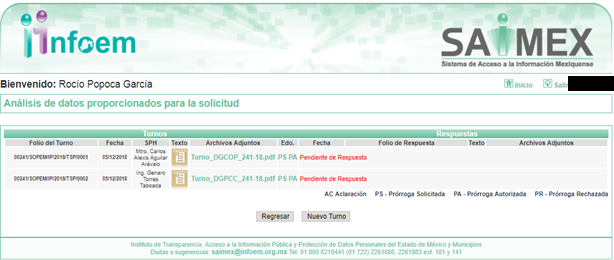 infoem
SAIMEX
Sistema de Acceso a la Información Mexiquense
Bienvenido: Rocío Popoca García
Inicio Salir
Análisis de datos proporcionados para la solicitud
Turnos Respuestas
Folio del Turno Fecha SPH Texto Archivos Adjuntos Edo. Fecha Folio de Respuesta Texto Archivos Adjuntos
00241/SOPEM/IP/2018/TSP/0001 05/12/2018 Mtro. Carlos Alexis Aguilar Arévalo Turno_DGCOP_241-18.pdf PS PA Pendiente de Respuesta
00241/SOPEM/IP/2018/TSP/0002 05/12/2018 Ing. Genaro Torres Taboada Turno_DGPCC_241-18.pdf PS PA Pendiente de Respuesta
AC Aclaración PS - Prórroga Solicitada PA - Prórroga Autorizada PR - Prórroga Rechazada
Regresar Nuevo Turno
Instituto de Transparencia, Acceso a la Información Pública y Protección de Datos Personales del Estado de México y Municipios
Dudas o sugerencias: saimex@infoem.org.mx Tel. 01 800 8210441 (01 722) 2261680, 2261983 ext. 101 y 141